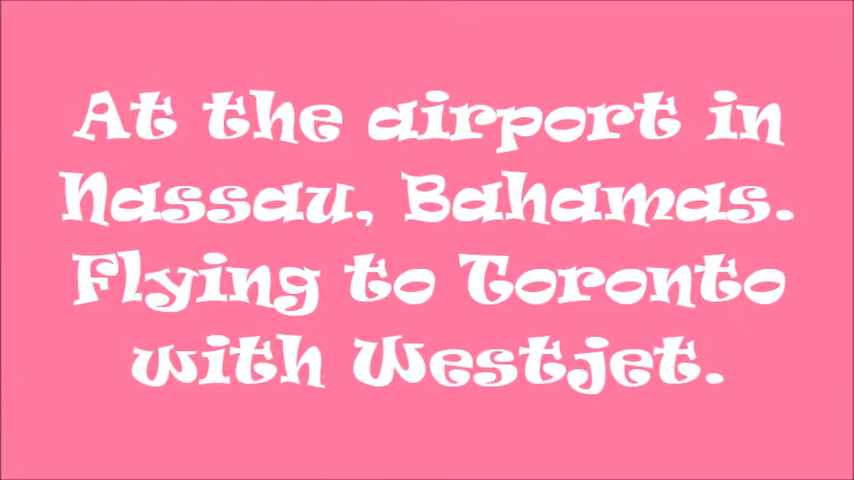 At the airport in
Nassau, Bahamas.
Flying to Toronto
with Westjet.